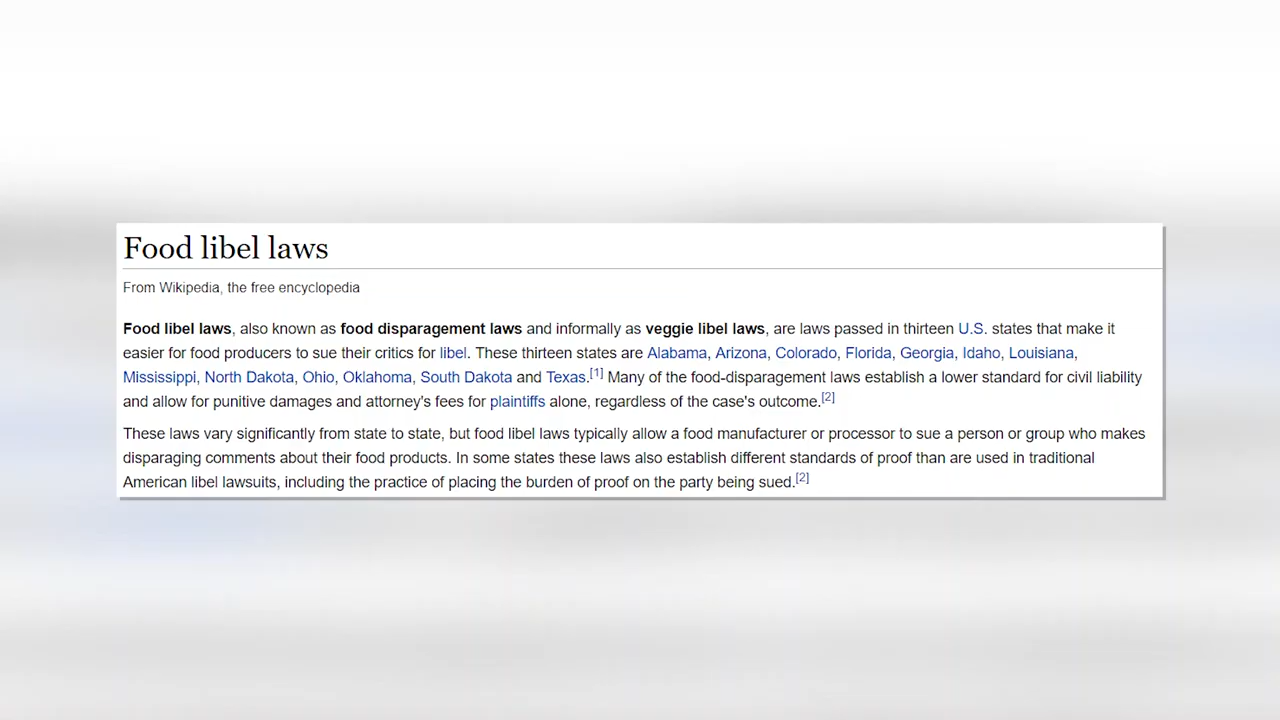 Food libel laws
From Wikipedia, the free encyclopedia
Food libel laws, also known as food disparagement laws and informally as veggie libel laws, are laws passed in thirteen U.S. states that make it
easier for food producers to sue their critics for libel. These thirteen states are Alabama, Arizona, Colorado, Florida, Georgia, Idaho, Louisiana,
Mississippi, North Dakota, Ohio, Oklahoma, South Dakota and Texas.[1] Many of the food-disparagement laws establish a lower standard for civil liability
and allow for punitive damages and attorney's fees for plaintiffs alone, regardless of the case's outcome.[2]
These laws vary significantly from state to state, but food libel laws typically allow a food manufacturer or processor to sue a person or group who makes
disparaging comments about their food products. In some states these laws also establish different standards of proof than are used in traditional
American libel lawsuits, including the practice of placing the burden of proof on the party being sued.[2]